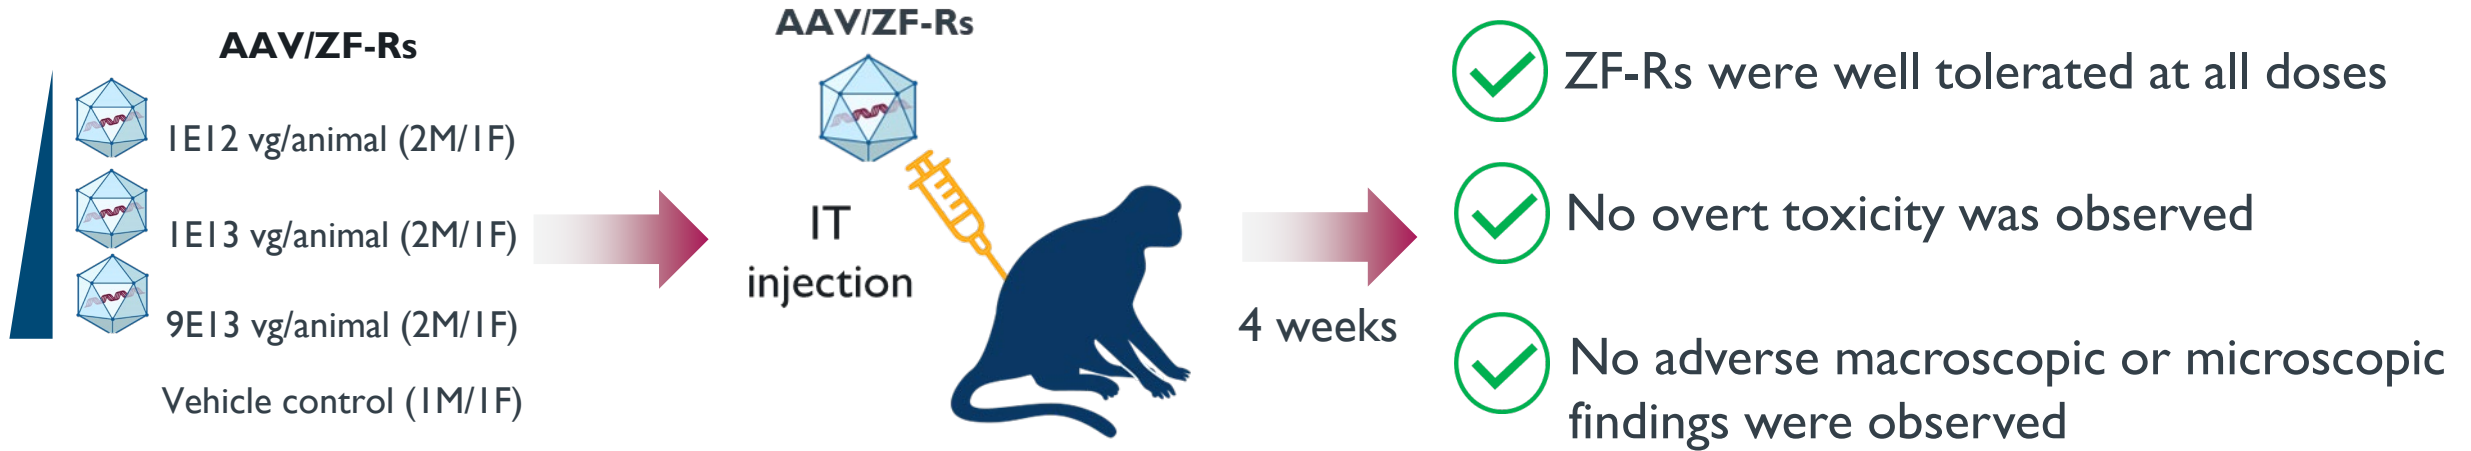 AAV/ZF-Rs
1E12 vg/animal (2M/1F)
1E13 vg/animal (2M/1F)
9E13 vg/animal (2M/1F)
Vehicle control (1M/1F)
AAV/ZF-Rs
IT
injection
4 weeks
ZF-Rs were well tolerated at all doses
No overt toxicity was observed
No adverse macroscopic or microscopic
findings were observed